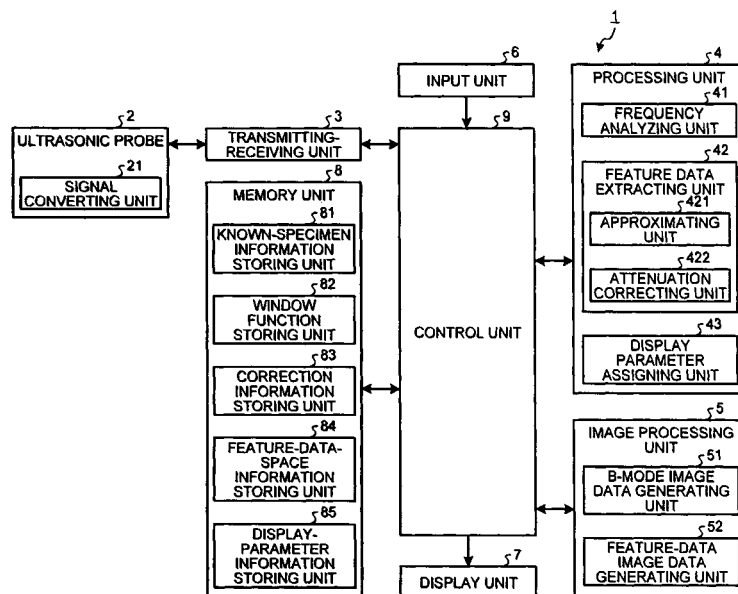 1
6
INPUT UNIT
2
ULTRASONIC PROBE
21
SIGNAL
CONVERTING UNIT
3
TRANSMITTING-
RECEIVING UNIT
8
MEMORY UNIT
81
KNOWN-SPECIMEN
INFORMATION
STORING UNIT
82
WINDOW
FUNCTION
STORING UNIT
83
CORRECTION
INFORMATION
STORING UNIT
84
FEATURE-DATA-
SPACE
INFORMATION
STORING UNIT
85
DISPLAY-
PARAMETER
INFORMATION
STORING UNIT
9
CONTROL UNIT
7
DISPLAY UNIT
4
PROCESSING UNIT
41
FREQUENCY
ANALYZING UNIT
42
FEATURE DATA
EXTRACTING UNIT
421
APPROXIMATING
UNIT
422
ATTENUATION
CORRECTING UNIT
43
DISPLAY
PARAMETER
ASSIGNING UNIT
5
IMAGE PROCESSING
UNIT
51
B-MODE IMAGE
DATA GENERATING
UNIT
52
FEATURE-DATA
IMAGE DATA
GENERATING UNIT